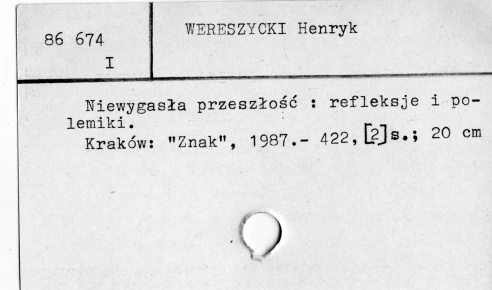 86 674
I
WERESZYCKI Henryk
Niewygasła przeszłość : refleksje i po-
lemiki.
Kraków: "Znak", 1987.- 422,[2]s.; 20 cm